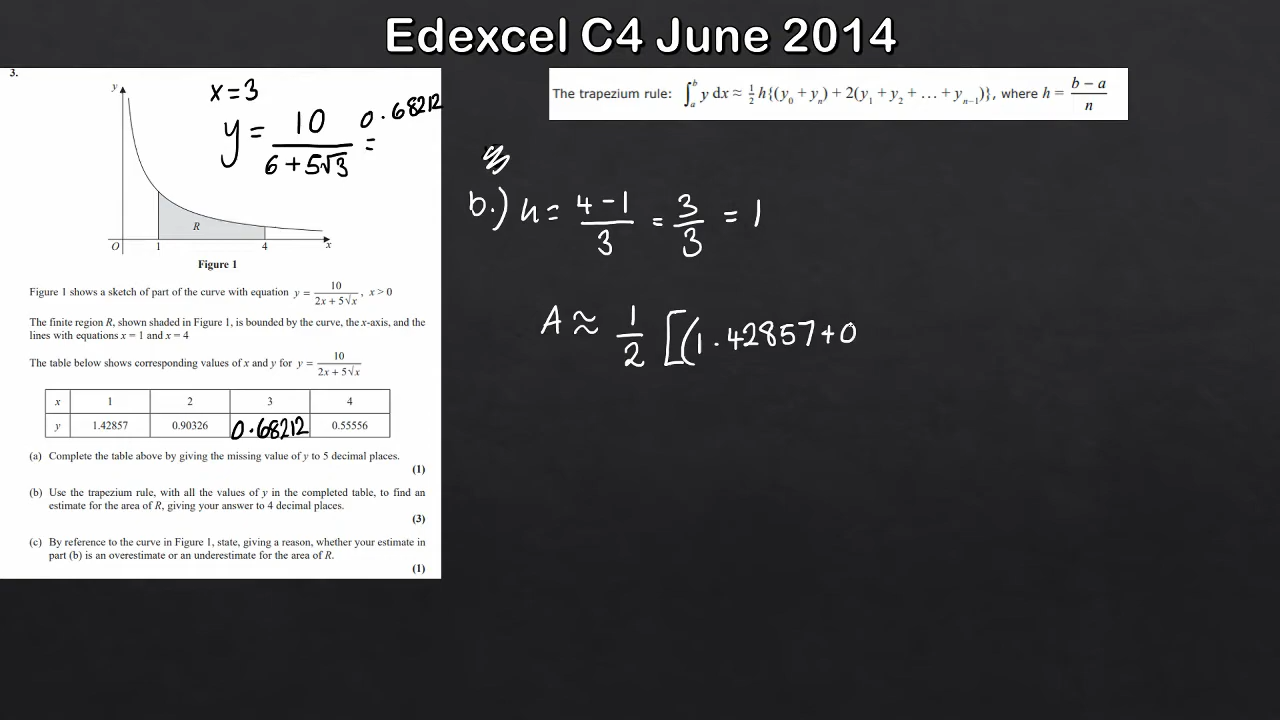 Edexcel C4 June 2014
3.
x = 3
y = 10 / (6 + 5√3) = 0.68212
y
R
O 1 4 x
Figure 1
Figure 1 shows a sketch of part of the curve with equation y = 10 / (2x + 5√x), x > 0
The finite region R, shown shaded in Figure 1, is bounded by the curve, the x-axis, and the
lines with equations x = 1 and x = 4
The table below shows corresponding values of x and y for y = 10 / (2x + 5√x)
x 1 2 3 4
y 1.42857 0.90326 0.68212 0.55556
(a) Complete the table above by giving the missing value of y to 5 decimal places.
(1)
(b) Use the trapezium rule, with all the values of y in the completed table, to find an
estimate for the area of R, giving your answer to 4 decimal places.
(3)
(c) By reference to the curve in Figure 1, state, giving a reason, whether your estimate in
part (b) is an overestimate or an underestimate for the area of R.
(1)
The trapezium rule: ∫ₐᵇ y dx ≈ ½h{(y₀ + yₙ) + 2(y₁ + y₂ + ... + yₙ₋₁)}, where h = (b − a) / n
b.) h = (4 − 1) / 3 = 3/3 = 1
A ≈ 1/2 [(1.42857 + 0